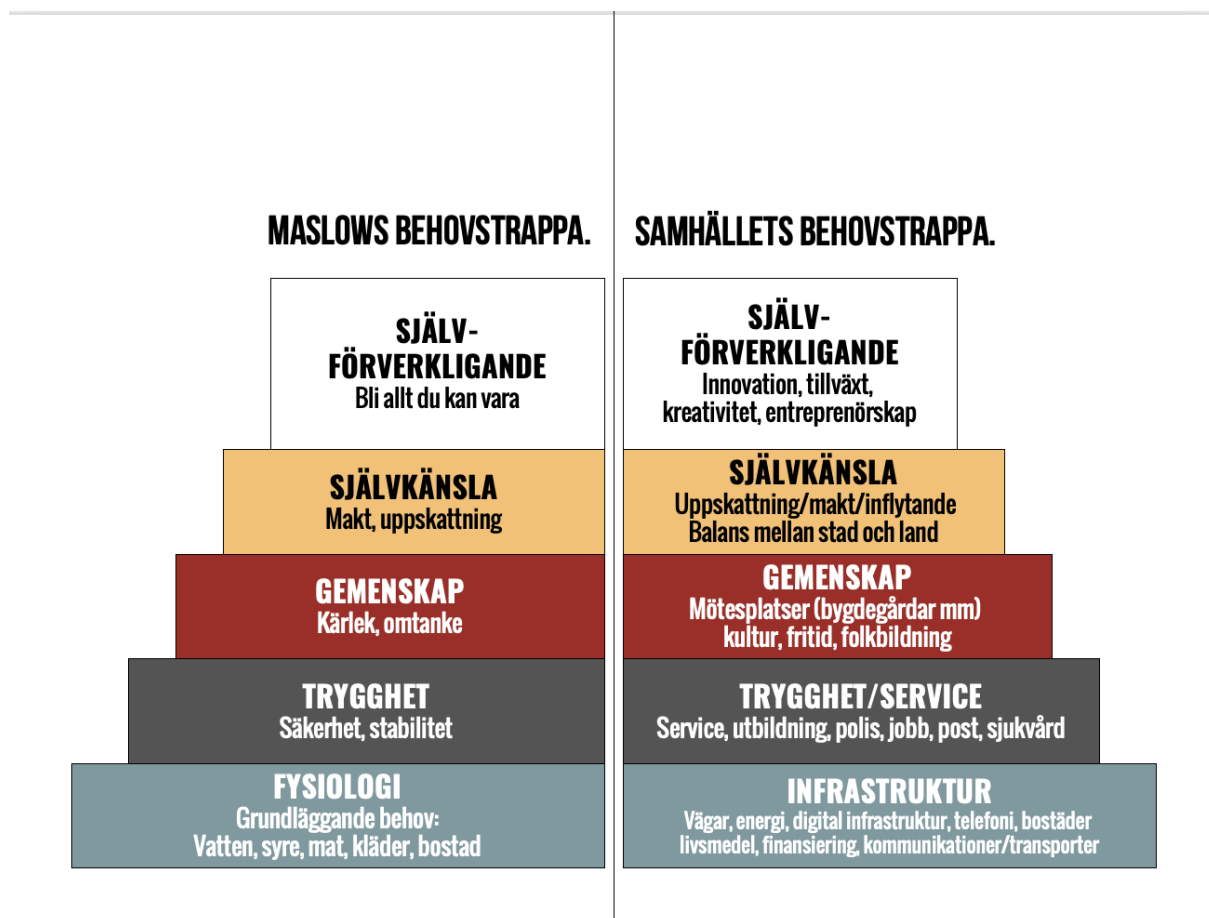 MASLOWS BEHOVSTRAPPA.
SJÄLV-
FÖRVERKLIGANDE
Bli allt du kan vara
SJÄLVKÄNSLA
Makt, uppskattning
GEMENSKAP
Kärlek, omtanke
TRYGGHET
Säkerhet, stabilitet
FYSIOLOGI
Grundläggande behov:
Vatten, syre, mat, kläder, bostad
SAMHÄLLETS BEHOVSTRAPPA.
SJÄLV-
FÖRVERKLIGANDE
Innovation, tillväxt,
kreativitet, entreprenörskap
SJÄLVKÄNSLA
Uppskattning/makt/inflytande
Balans mellan stad och land
GEMENSKAP
Mötesplatser (bygdegårdar mm)
kultur, fritid, folkbildning
TRYGGHET/SERVICE
Service, utbildning, polis, jobb, post, sjukvård
INFRASTRUKTUR
Vägar, energi, digital infrastruktur, telefoni, bostäder
livsmedel, finansiering, kommunikationer/transporter